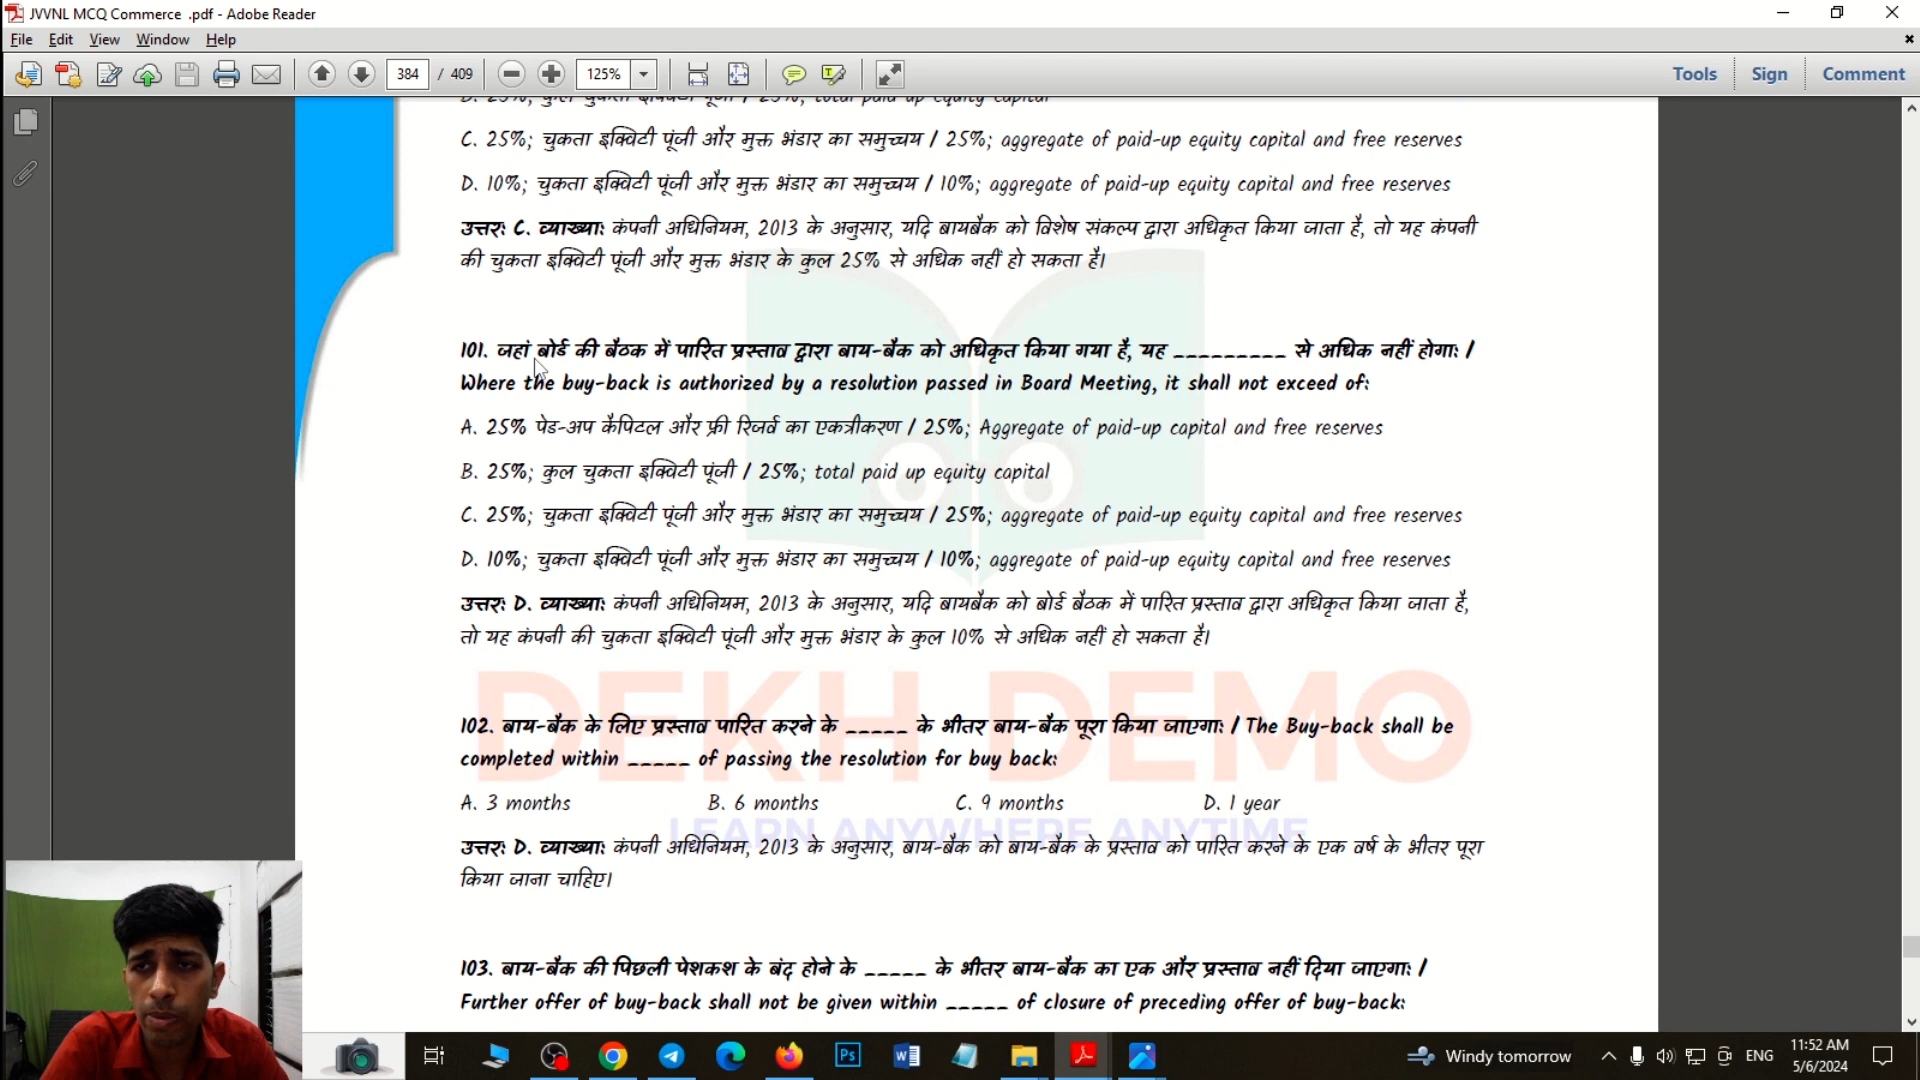 JVVNL MCQ Commerce .pdf - Adobe Reader
File Edit View Window Help
384 / 409 125% Tools Sign Comment
C. 25%; चुकता इक्विटी पूंजी और मुक्त भंडार का समुच्चय / 25%; aggregate of paid-up equity capital and free reserves
D. 10%; चुकता इक्विटी पूंजी और मुक्त भंडार का समुच्चय / 10%; aggregate of paid-up equity capital and free reserves
उत्तर: C. व्याख्या: कंपनी अधिनियम, 2013 के अनुसार, यदि बायबैक को विशेष संकल्प द्वारा अधिकृत किया जाता है, तो यह कंपनी
की चुकता इक्विटी पूंजी और मुक्त भंडार के कुल 25% से अधिक नहीं हो सकता है।
101. जहां बोर्ड की बैठक में पारित प्रस्ताव द्वारा बाय-बैक को अधिकृत किया गया है, यह _________ से अधिक नहीं होगा: /
Where the buy-back is authorized by a resolution passed in Board Meeting, it shall not exceed of:
A. 25% पेड-अप कैपिटल और फ्री रिजर्व का एकत्रीकरण / 25%; Aggregate of paid-up capital and free reserves
B. 25%; कुल चुकता इक्विटी पूंजी / 25%; total paid up equity capital
C. 25%; चुकता इक्विटी पूंजी और मुक्त भंडार का समुच्चय / 25%; aggregate of paid-up equity capital and free reserves
D. 10%; चुकता इक्विटी पूंजी और मुक्त भंडार का समुच्चय / 10%; aggregate of paid-up equity capital and free reserves
उत्तर: D. व्याख्या: कंपनी अधिनियम, 2013 के अनुसार, यदि बायबैक को बोर्ड बैठक में पारित प्रस्ताव द्वारा अधिकृत किया जाता है,
तो यह कंपनी की चुकता इक्विटी पूंजी और मुक्त भंडार के कुल 10% से अधिक नहीं हो सकता है।
DEKH DEMO
102. बाय-बैक के लिए प्रस्ताव पारित करने के _____ के भीतर बाय-बैक पूरा किया जाएगा: / The Buy-back shall be
completed within _____ of passing the resolution for buy back:
A. 3 months B. 6 months C. 9 months D. 1 year
LEARN ANYWHERE ANYTIME
उत्तर: D. व्याख्या: कंपनी अधिनियम, 2013 के अनुसार, बाय-बैक को बाय-बैक के प्रस्ताव को पारित करने के एक वर्ष के भीतर पूरा
किया जाना चाहिए।
103. बाय-बैक की पिछली पेशकश के बंद होने के _____ के भीतर बाय-बैक का एक और प्रस्ताव नहीं दिया जाएगा: /
Further offer of buy-back shall not be given within _____ of closure of preceding offer of buy-back:
Windy tomorrow ENG 11:52 AM
5/6/2024